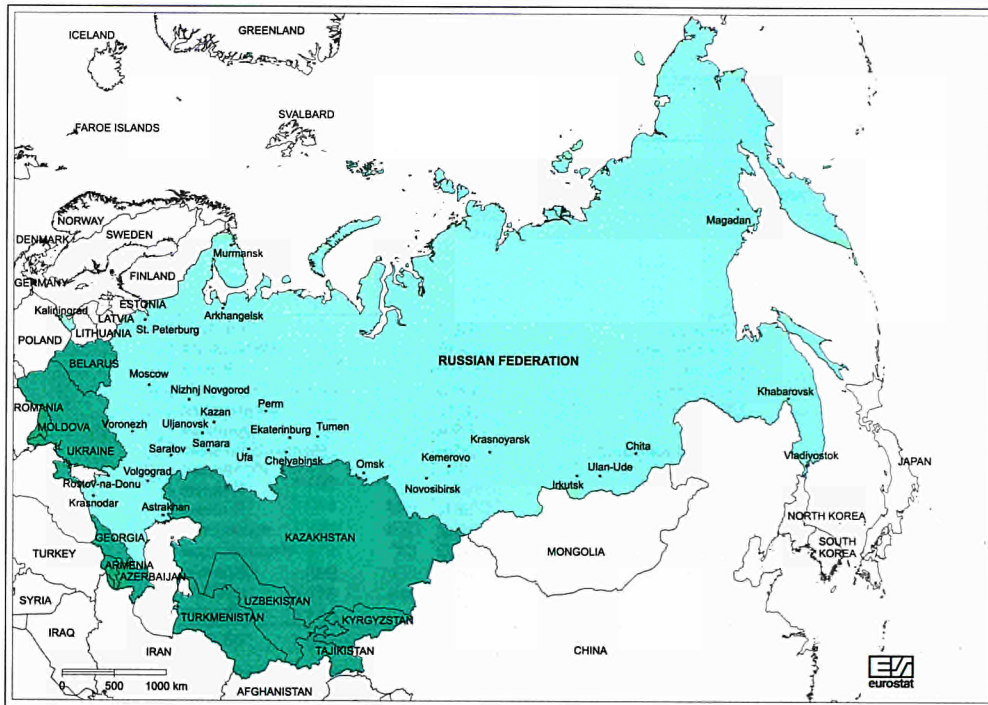 ICELAND
GREENLAND
FAROE ISLANDS
SVALBARD
NORWAY
SWEDEN
DENMARK
FINLAND
Murmansk
Magadan
GERMANY
ESTONIA
Kaliningrad
LATVIA
Arkhangelsk
LITHUANIA
St. Peterburg
POLAND
RUSSIAN FEDERATION
BELARUS
Moscow
Nizhnj Novgorod
Khabarovsk
ROMANIA
Kazan
Perm
MOLDOVA
Voronezh
Uljanovsk
Ekaterinburg
Tumen
UKRAINE
Saratov
Samara
Ufa
Chelyabinsk
Krasnoyarsk
Kemerovo
Chita
Ulan-Ude
Vladivostok
JAPAN
Rostov-na-Donu
Volgograd
Omsk
Novosibirsk
Irkutsk
Krasnodar
Astrakhan
NORTH KOREA
GEORGIA
KAZAKHSTAN
MONGOLIA
SOUTH
KOREA
TURKEY
ARMENIA
AZERBAIJAN
UZBEKISTAN
SYRIA
TURKMENISTAN
KYRGYZSTAN
IRAQ
IRAN
TAJIKISTAN
CHINA
0 500 1000 km
AFGHANISTAN
eurostat